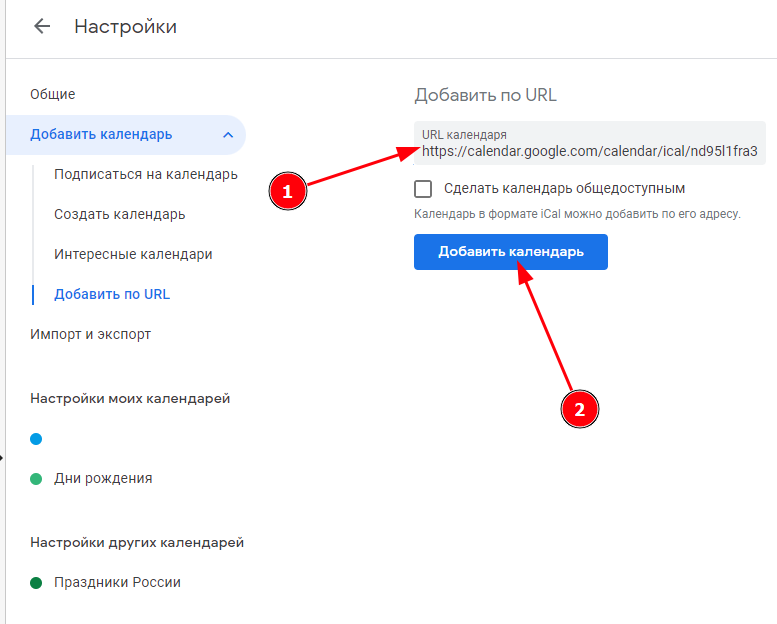 Настройки
Общие
Добавить календарь
Подписаться на календарь
Создать календарь
Интересные календари
Добавить по URL
Импорт и экспорт
Настройки моих календарей
Дни рождения
Настройки других календарей
Праздники России
Добавить по URL
URL календаря
https://calendar.google.com/calendar/ical/nd95l1fra3
Сделать календарь общедоступным
Календарь в формате iCal можно добавить по его адресу.
Добавить календарь
1
2